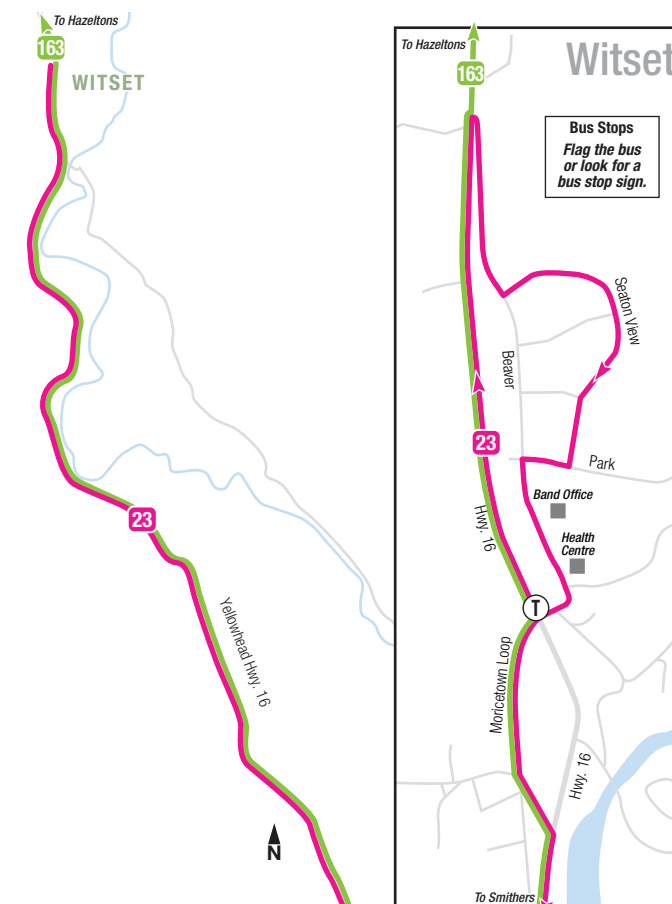 To Hazeltons
163
WITSET
23
Yellowhead Hwy. 16
N
Witset
To Hazeltons
163
Bus Stops
Flag the bus
or look for a
bus stop sign.
Seaton View
Beaver
23
Park
Band Office
Hwy. 16
Health
Centre
T
Moricetown Loop
Hwy. 16
To Smithers